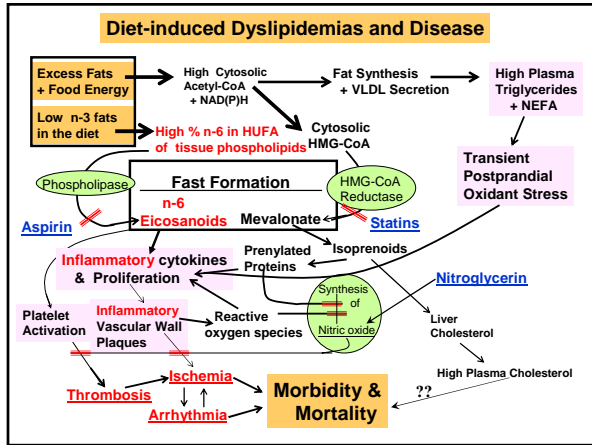 Diet-induced Dyslipidemias and Disease
Excess Fats
+ Food Energy
High Cytosolic
Acetyl-CoA
+ NAD(P)H
Fat Synthesis
+ VLDL Secretion
High Plasma
Triglycerides
+ NEFA
Low n-3 fats
in the diet
High % n-6 in HUFA
of tissue phospholipids
Cytosolic
HMG-CoA
Transient
Postprandial
Oxidant Stress
Phospholipase
Fast Formation
HMG-CoA
Reductase
n-6
Eicosanoids
Mevalonate
Aspirin
Statins
Isoprenoids
Prenylated
Proteins
Inflammatory cytokines
& Proliferation
Nitroglycerin
Synthesis
of
Nitric oxide
Platelet
Activation
Inflammatory
Vascular Wall
Plaques
Reactive
oxygen species
Liver
Cholesterol
High Plasma Cholesterol
??
Ischemia
Thrombosis
Arrhythmia
Morbidity &
Mortality